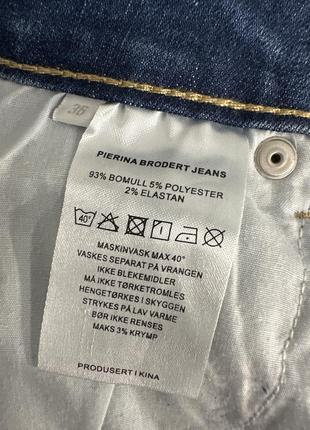 36
PIERINA BRODERT JEANS
93% BOMULL 5% POLYESTER
2% ELASTAN
40°
MASKINVASK MAX 40°
VASKES SEPARAT PÅ VRANGEN
IKKE BLEKEMIDLER
MÅ IKKE TØRKETROMLES
HENGETØRKES I SKYGGEN
STRYKES PÅ LAV VARME
BØR IKKE RENSES
MAKS 3% KRYMP
PRODUSERT I KINA